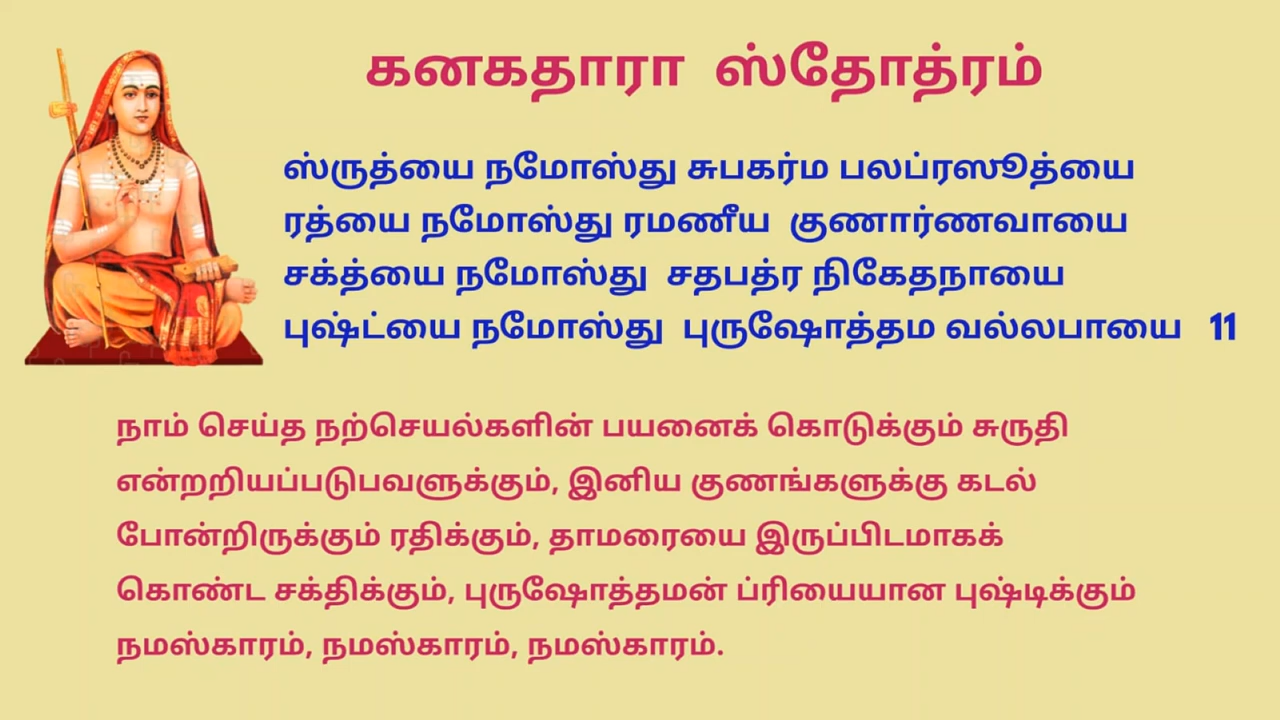 கனகதாரா ஸ்தோத்ரம்
ஸ்ருத்யை நமோஸ்து சுபகர்ம பலப்ரஸூத்யை
ரத்யை நமோஸ்து ரமணீய குணார்ணவாயை
சக்த்யை நமோஸ்து சதபத்ர நிகேதநாயை
புஷ்ட்யை நமோஸ்து புருஷோத்தம வல்லபாயை 11
நாம் செய்த நற்செயல்களின் பயனைக் கொடுக்கும் சுருதி
என்றறியப்படுபவளுக்கும், இனிய குணங்களுக்கு கடல்
போன்றிருக்கும் ரதிக்கும், தாமரையை இருப்பிடமாகக்
கொண்ட சக்திக்கும், புருஷோத்தமன் ப்ரியையான புஷ்டிக்கும்
நமஸ்காரம், நமஸ்காரம், நமஸ்காரம்.